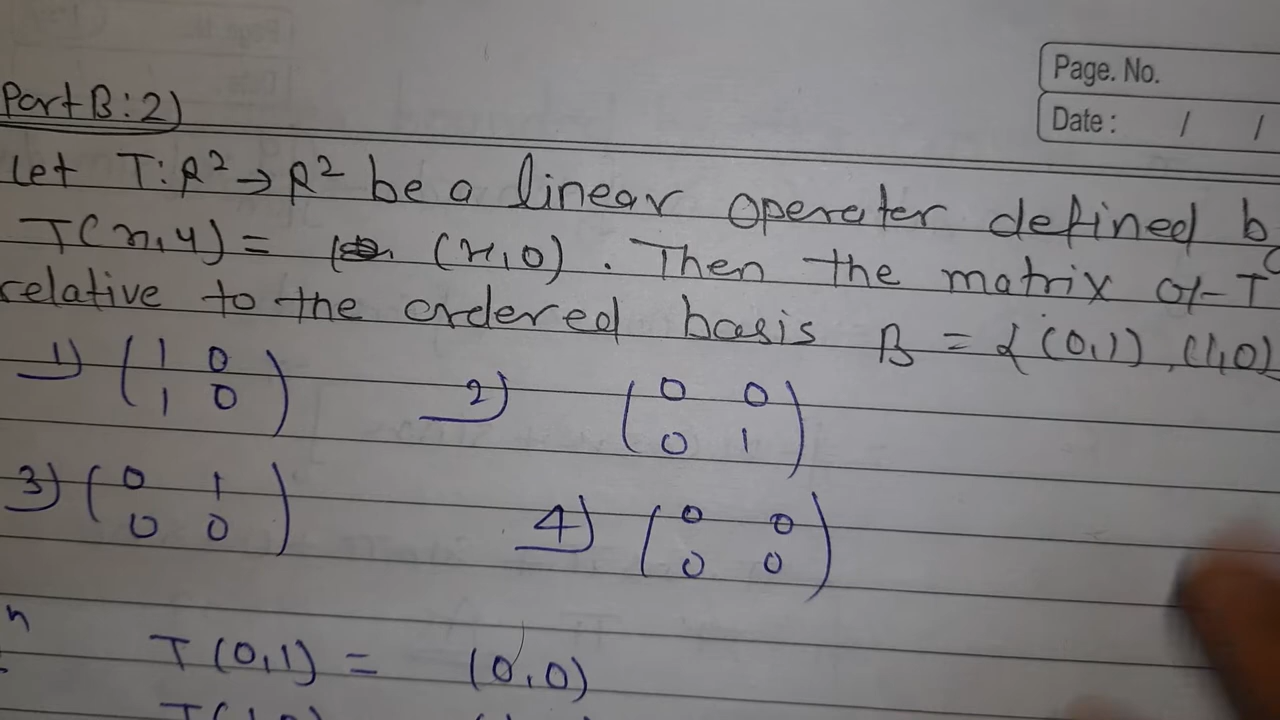 Page. No.
Date : / /
Part B : 2)
Let T: R² → R² be a linear operater defined b
T(x, y) = (x, 0) . Then the matrix of T
relative to the ordered basis B = { (0,1) , (1,0)
1) ( 1 0 2) ( 0 0
1 0 ) 0 1 )
3) ( 0 1 4) ( 0 0
0 0 ) 0 0 )
n
T (0,1) = (0,0)